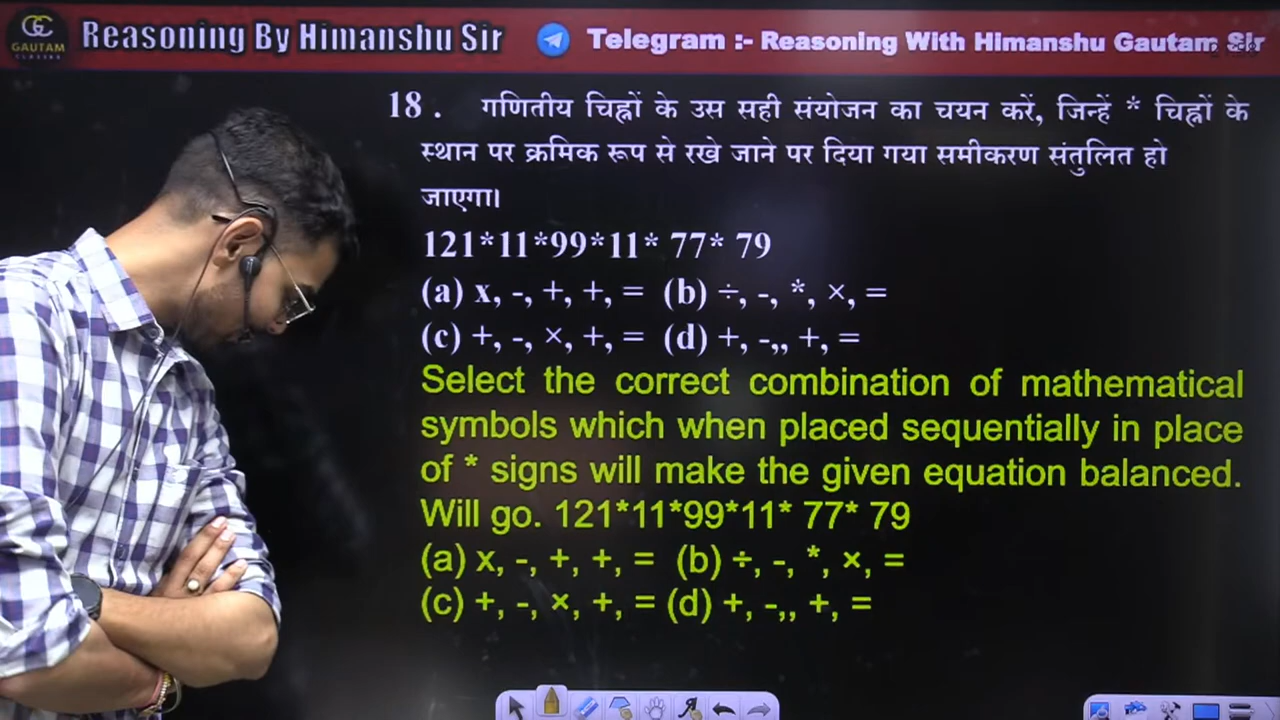 GC
GAUTAM
CLASSES
Reasoning By Himanshu Sir
Telegram :- Reasoning With Himanshu Gautam Sir
18 . गणितीय चिह्नों के उस सही संयोजन का चयन करें, जिन्हें * चिह्नों के
स्थान पर क्रमिक रूप से रखे जाने पर दिया गया समीकरण संतुलित हो
जाएगा।
121*11*99*11* 77* 79
(a) x, -, +, +, = (b) ÷, -, *, ×, =
(c) +, -, ×, +, = (d) +, -,, +, =
Select the correct combination of mathematical
symbols which when placed sequentially in place
of * signs will make the given equation balanced.
Will go. 121*11*99*11* 77* 79
(a) x, -, +, +, = (b) ÷, -, *, ×, =
(c) +, -, ×, +, = (d) +, -,, +, =